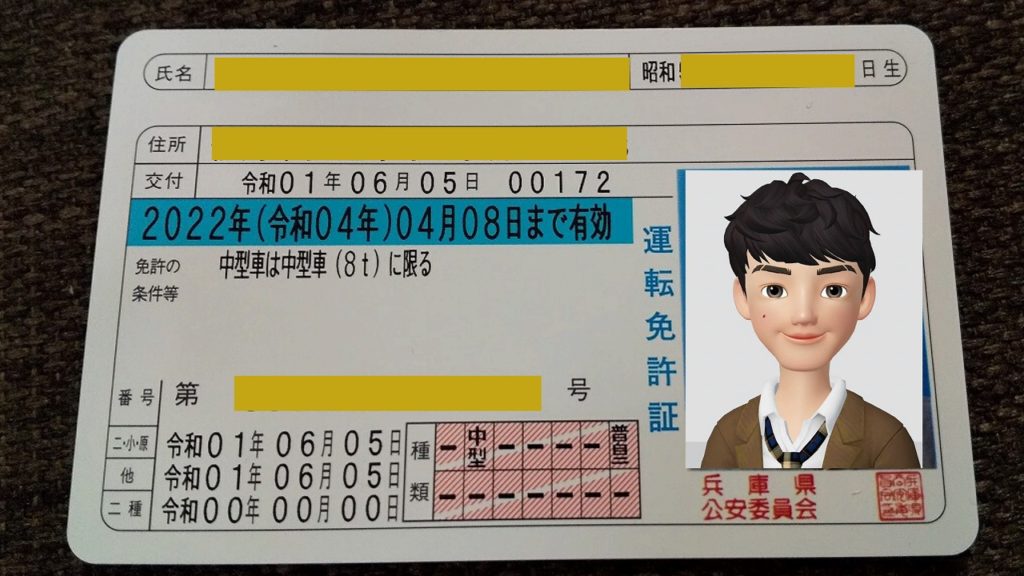 氏名 昭和 日生
住所
交付 令和01年06月05日 00172
2022年(令和04年)04月08日まで有効
免許の
条件等
中型車は中型車(8t)に限る
運転免許証
番号 第 号
二・小・原 令和01年06月05日
他 令和01年06月05日
二種 令和00年00月00日
種類
中型
普
兵庫県
公安委員会